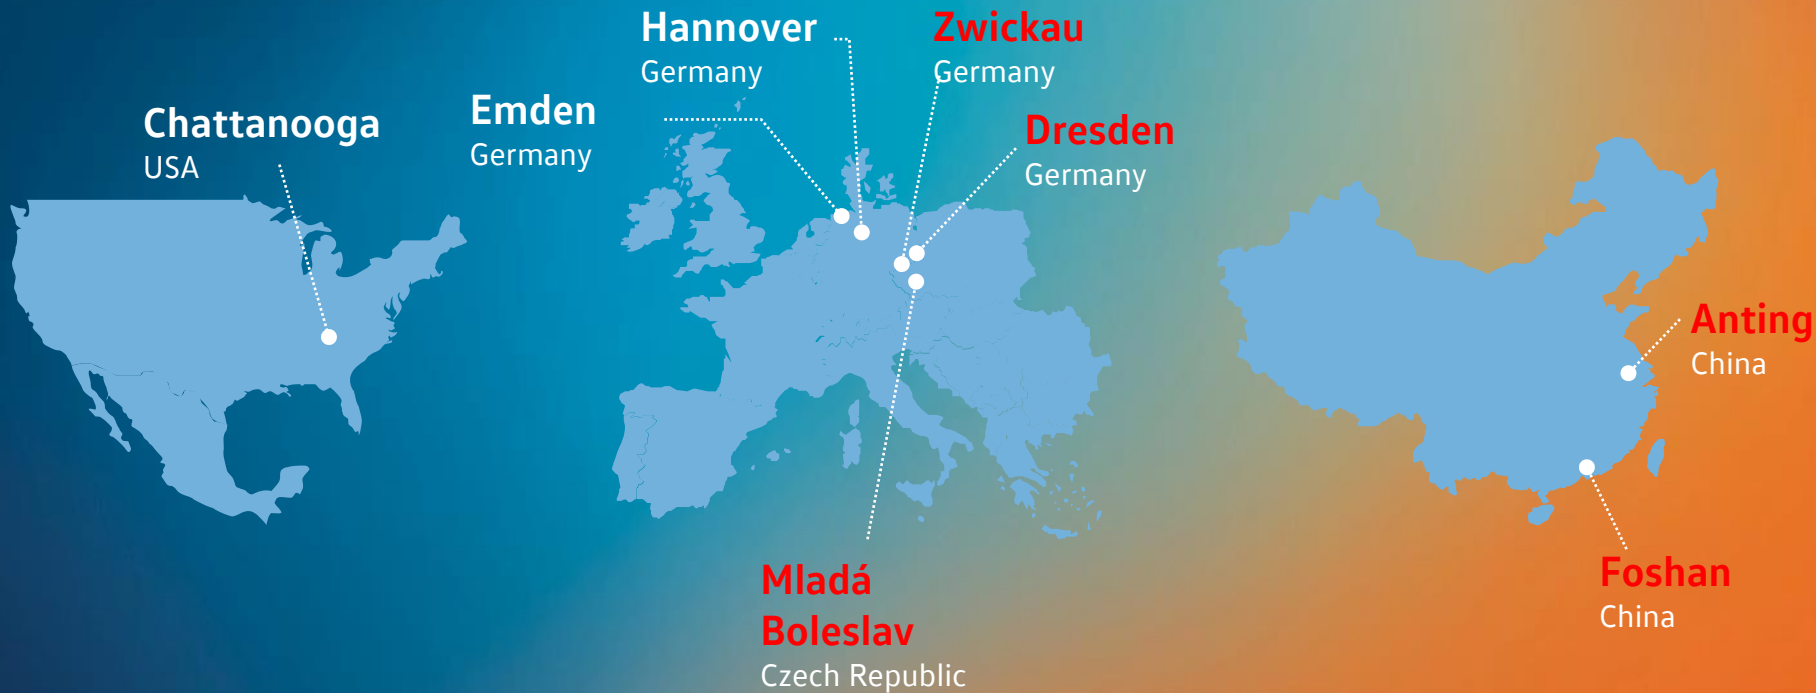 Hannover
Germany
Zwickau
Germany
Emden
Germany
Chattanooga
USA
Dresden
Germany
Anting
China
Mladá
Boleslav
Czech Republic
Foshan
China